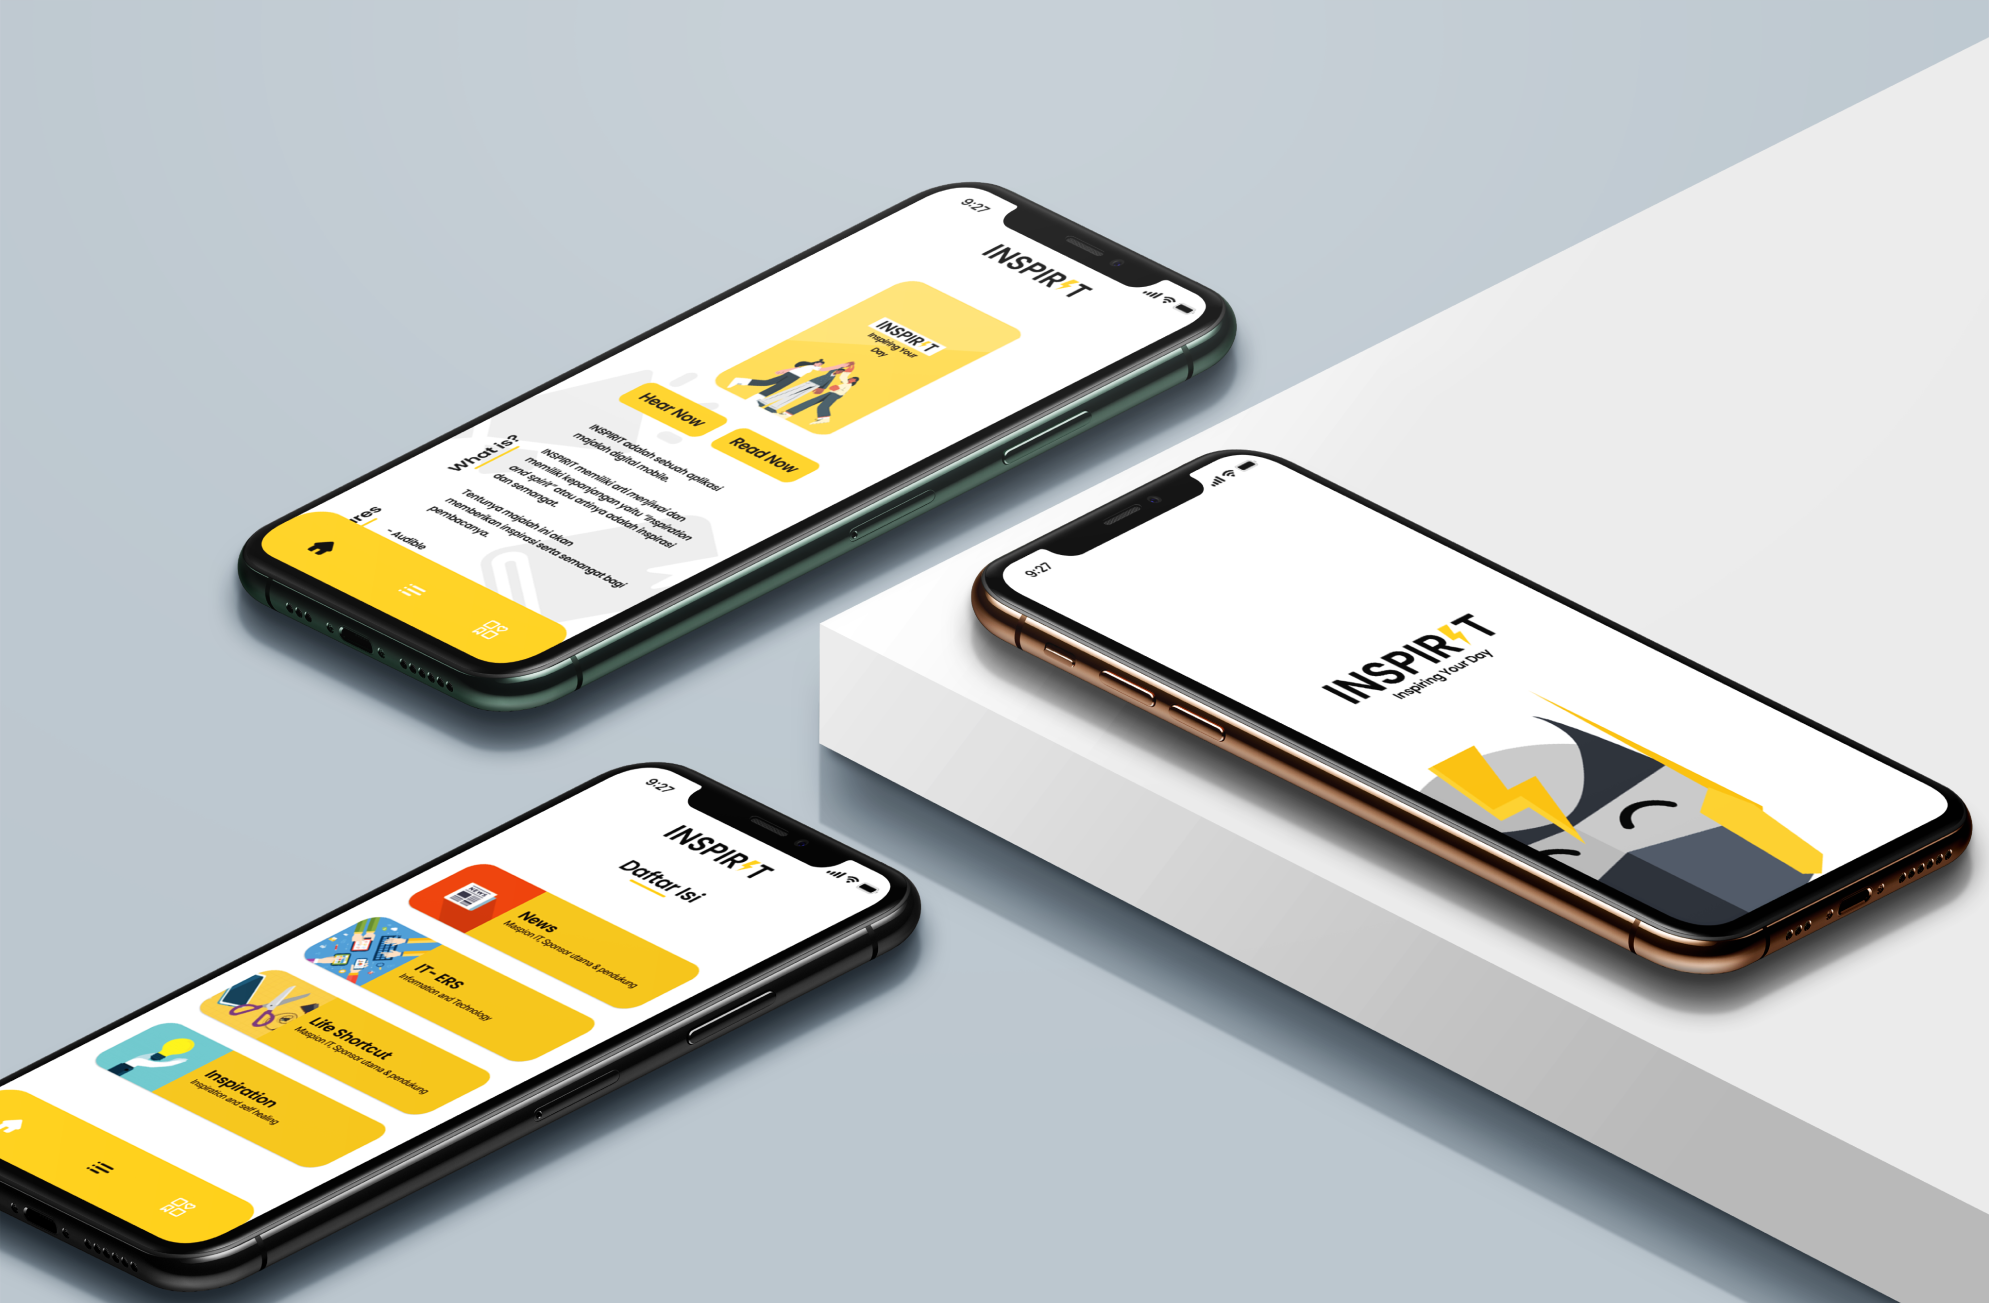 9:27
INSPIRIT
INSPIRIT
Inspiring Your
Day
Hear Now
Read Now
What is?
INSPIRIT adalah sebuah aplikasi
majalah digital mobile.
INSPIRIT memiliki arti menjiwai dan
memiliki kepanjangan yaitu "Inspiration
and spirit" atau artinya adalah inspirasi
dan semangat.
Tentunya majalah ini akan
memberikan inspirasi serta semangat bagi
pembacanya.
ires
-Audible
9:27
INSPIRIT
Inspiring Your Day
9:27
INSPIRIT
Daftar Isi
NEWS
News
Maspion IT, Sponsor utama & pendukung
IT- ERS
Information and Technology
Life Shortcut
Maspion IT, Sponsor utama & pendukung
Inspiration
Inspiration and self healing